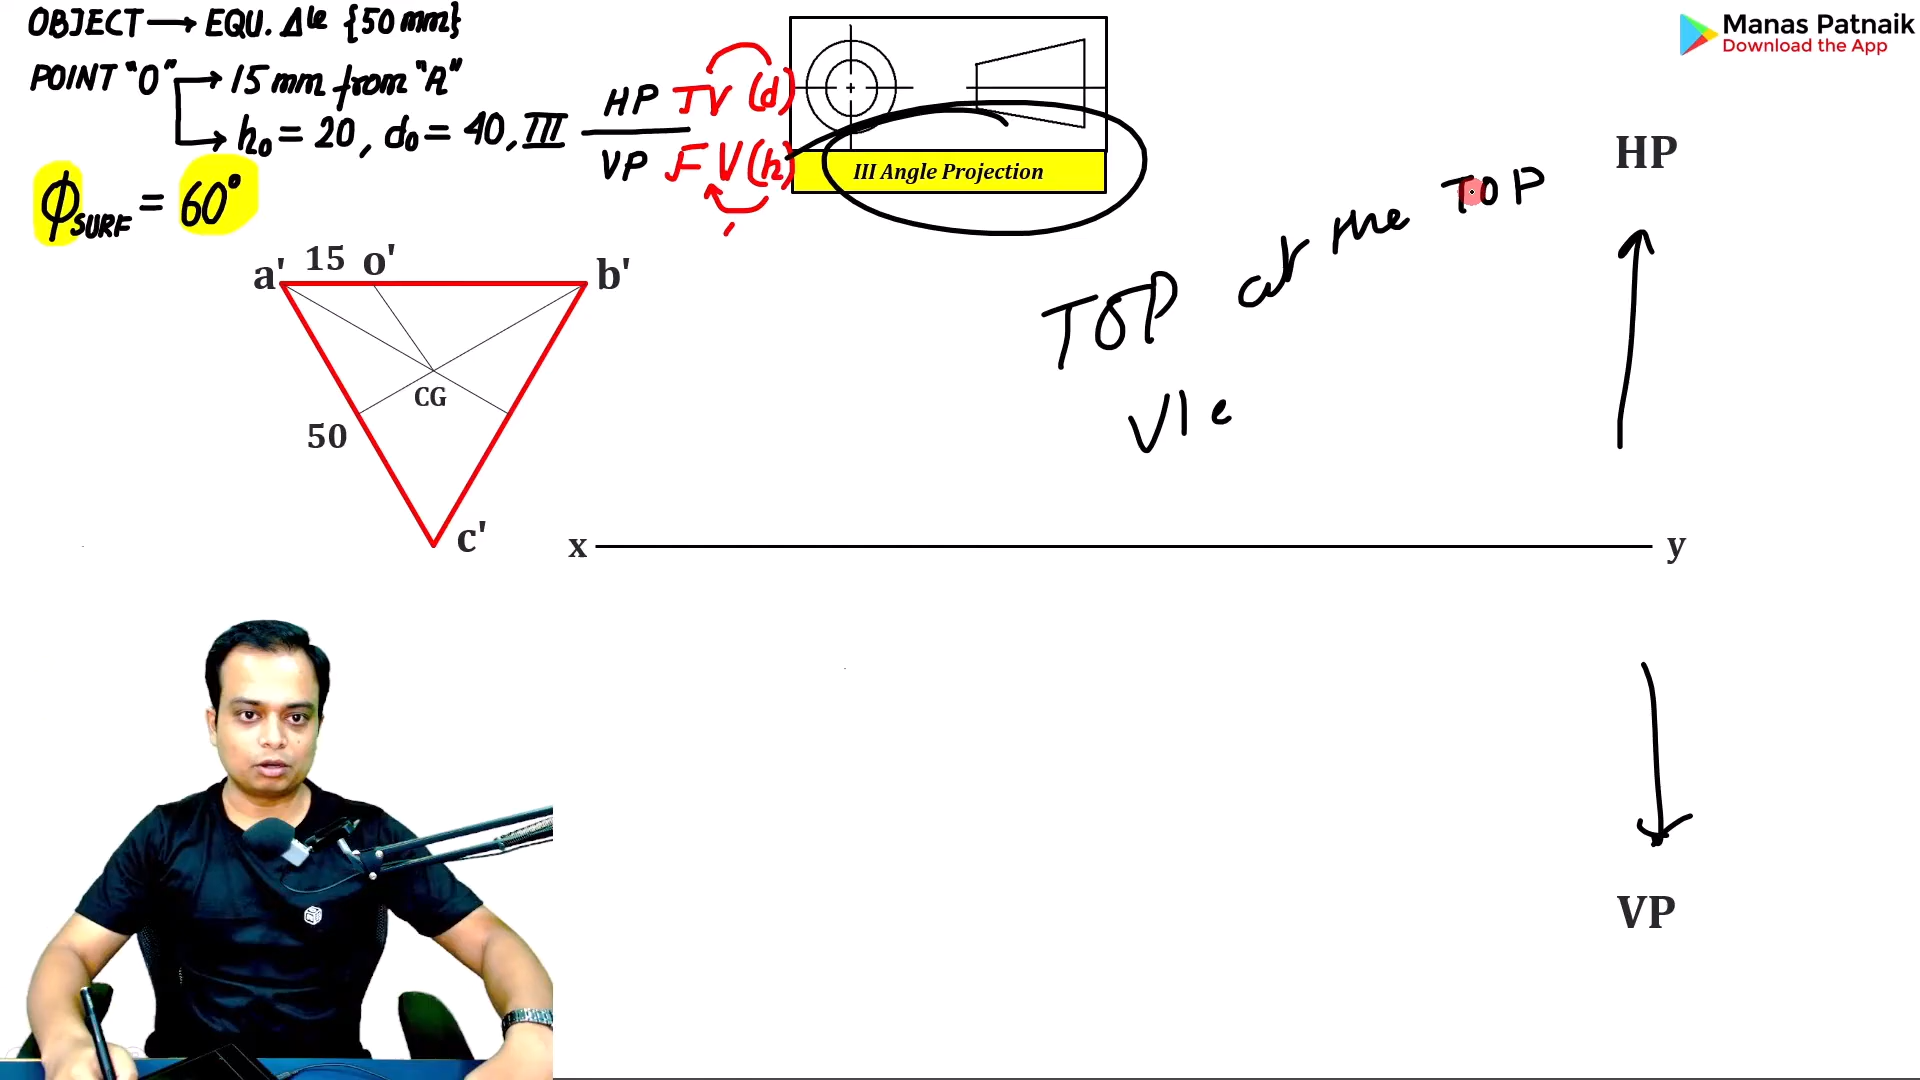 OBJECT → EQU. Δle {50 mm}
POINT "O" → 15 mm from "A"
→ h₀ = 20, d₀ = 40, III
HP TV (d)
VP FV (h)
ϕSURF = 60°
III Angle Projection
Manas Patnaik
Download the App
HP
TOP at the TOP
VIe
a' 15 o' b'
CG
50
c'
x y
VP